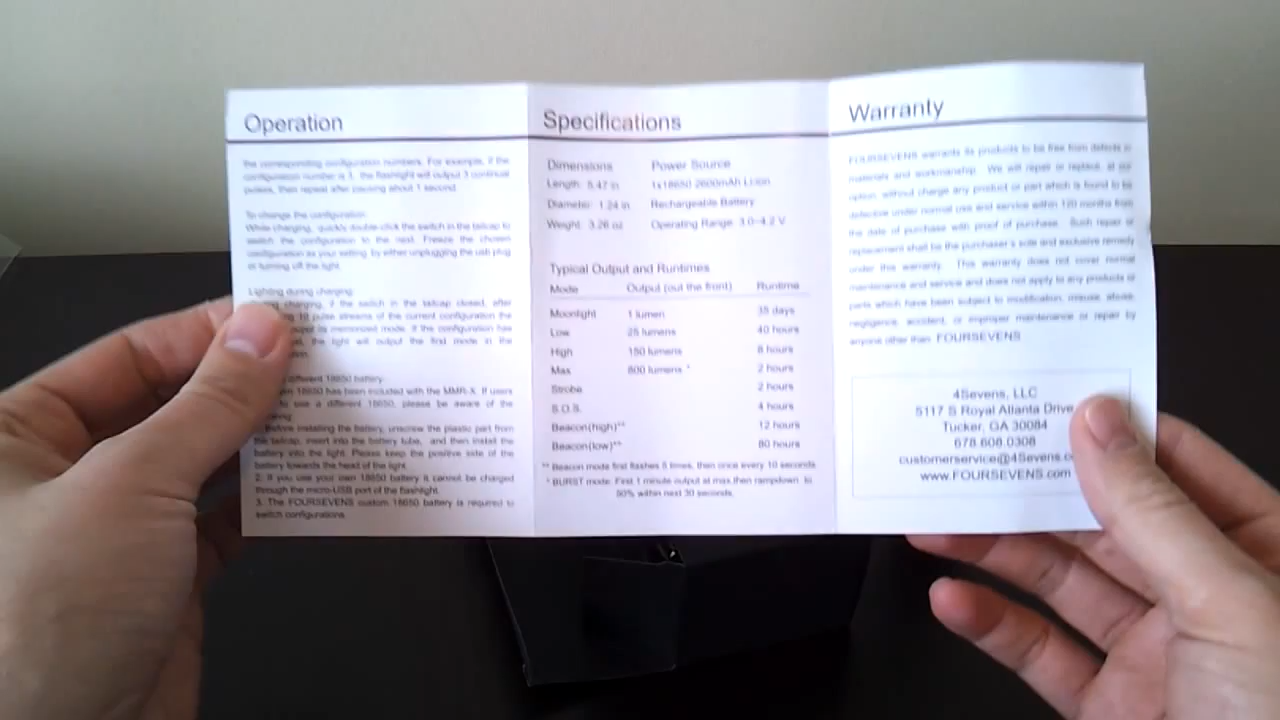 Operation
the corresponding configuration numbers. For example, if the
configuration number is 3, the flashlight will output 3 continual
pulses, then repeat after pausing about 1 second.
To change the configuration:
While charging, quickly double-click the switch in the tailcap to
switch the configuration to the next. Freeze the chosen
configuration as your setting by either unplugging the usb plug
or turning off the light.
Lighting during charging:
charging, if the switch in the tailcap closed, after
10 pulse streams of the current configuration the
memorized mode. If the configuration has
the light will output the first mode in the
different 18650 battery:
18650 has been included with the MMR-X. If users
to use a different 18650, please be aware of the
Before installing the battery, unscrew the plastic part from
the tailcap, insert into the battery tube, and then install the
battery into the light. Please keep the positive side of the
battery towards the head of the light.
2. If you use your own 18650 battery it cannot be charged
through the micro-USB port of the flashlight.
3. The FOURSEVENS custom 18650 battery is required to
switch configurations.
Specifications
Dimensions Power Source
Length: 5.47 in 1x18650 2600mAh Li-ion
Diameter: 1.24 in Rechargeable Battery
Weight: 3.26 oz Operating Range: 3.0~4.2 V
Typical Output and Runtimes
Mode Output (out the front) Runtime
Moonlight 1 lumen 35 days
Low 25 lumens 40 hours
High 150 lumens 8 hours
Max 800 lumens * 2 hours
Strobe 2 hours
S.O.S. 4 hours
Beacon(high)** 12 hours
Beacon(low)** 80 hours
** Beacon mode first flashes 5 times, then once every 10 seconds
* BURST mode: First 1 minute output at max,then rampdown to
50% within next 30 seconds.
Warranty
FOURSEVENS warrants its products to be free from defects in
materials and workmanship. We will repair or replace, at our
option, without charge any product or part which is found to be
defective under normal use and service within 120 months from
the date of purchase with proof of purchase. Such repair or
replacement shall be the purchaser's sole and exclusive remedy
under this warranty. This warranty does not cover normal
maintenance and service and does not apply to any products or
parts which have been subject to modification, misuse, abuse,
negligence, accident, or improper maintenance or repair by
anyone other than FOURSEVENS
4Sevens, LLC
5117 S Royal Atlanta Drive
Tucker, GA 30084
678.608.0308
customerservice@4Sevens.co
www.FOURSEVENS.com